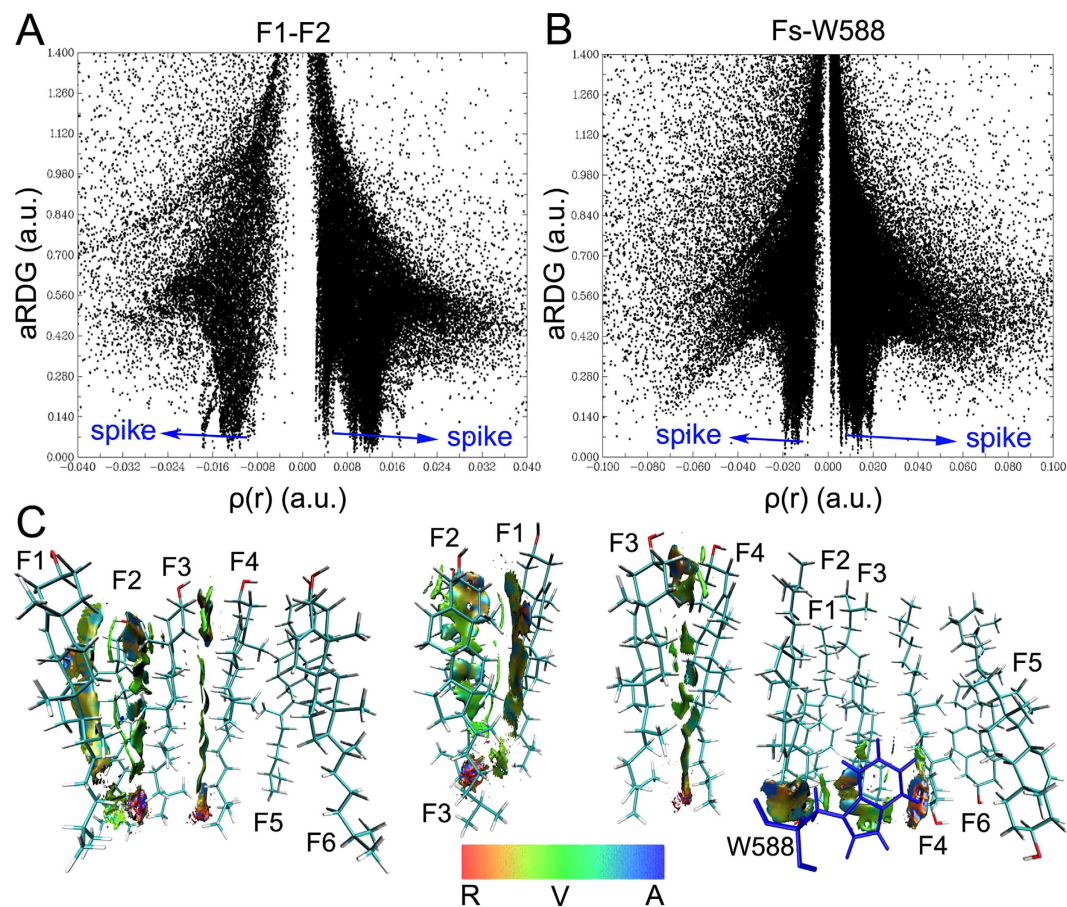 A
F1-F2
aRDG (a.u.)
1.400
1.260
1.120
0.980
0.840
0.700
0.560
0.420
0.280
0.140
0.000
spike
spike
−0.040
−0.032
−0.024
−0.016
−0.008
0.000
0.008
0.016
0.024
0.032
0.040
ρ(r) (a.u.)
B
Fs-W588
aRDG (a.u.)
1.400
1.260
1.120
0.980
0.840
0.700
0.560
0.420
0.280
0.140
0.000
spike
spike
−0.100
−0.080
−0.060
−0.040
−0.020
0.000
0.020
0.040
0.060
0.080
0.100
ρ(r) (a.u.)
C
F1
F2
F3
F4
F5
F6
F2
F1
F3
F3
F4
F2
F3
F1
F5
F6
F4
W588
R
V
A